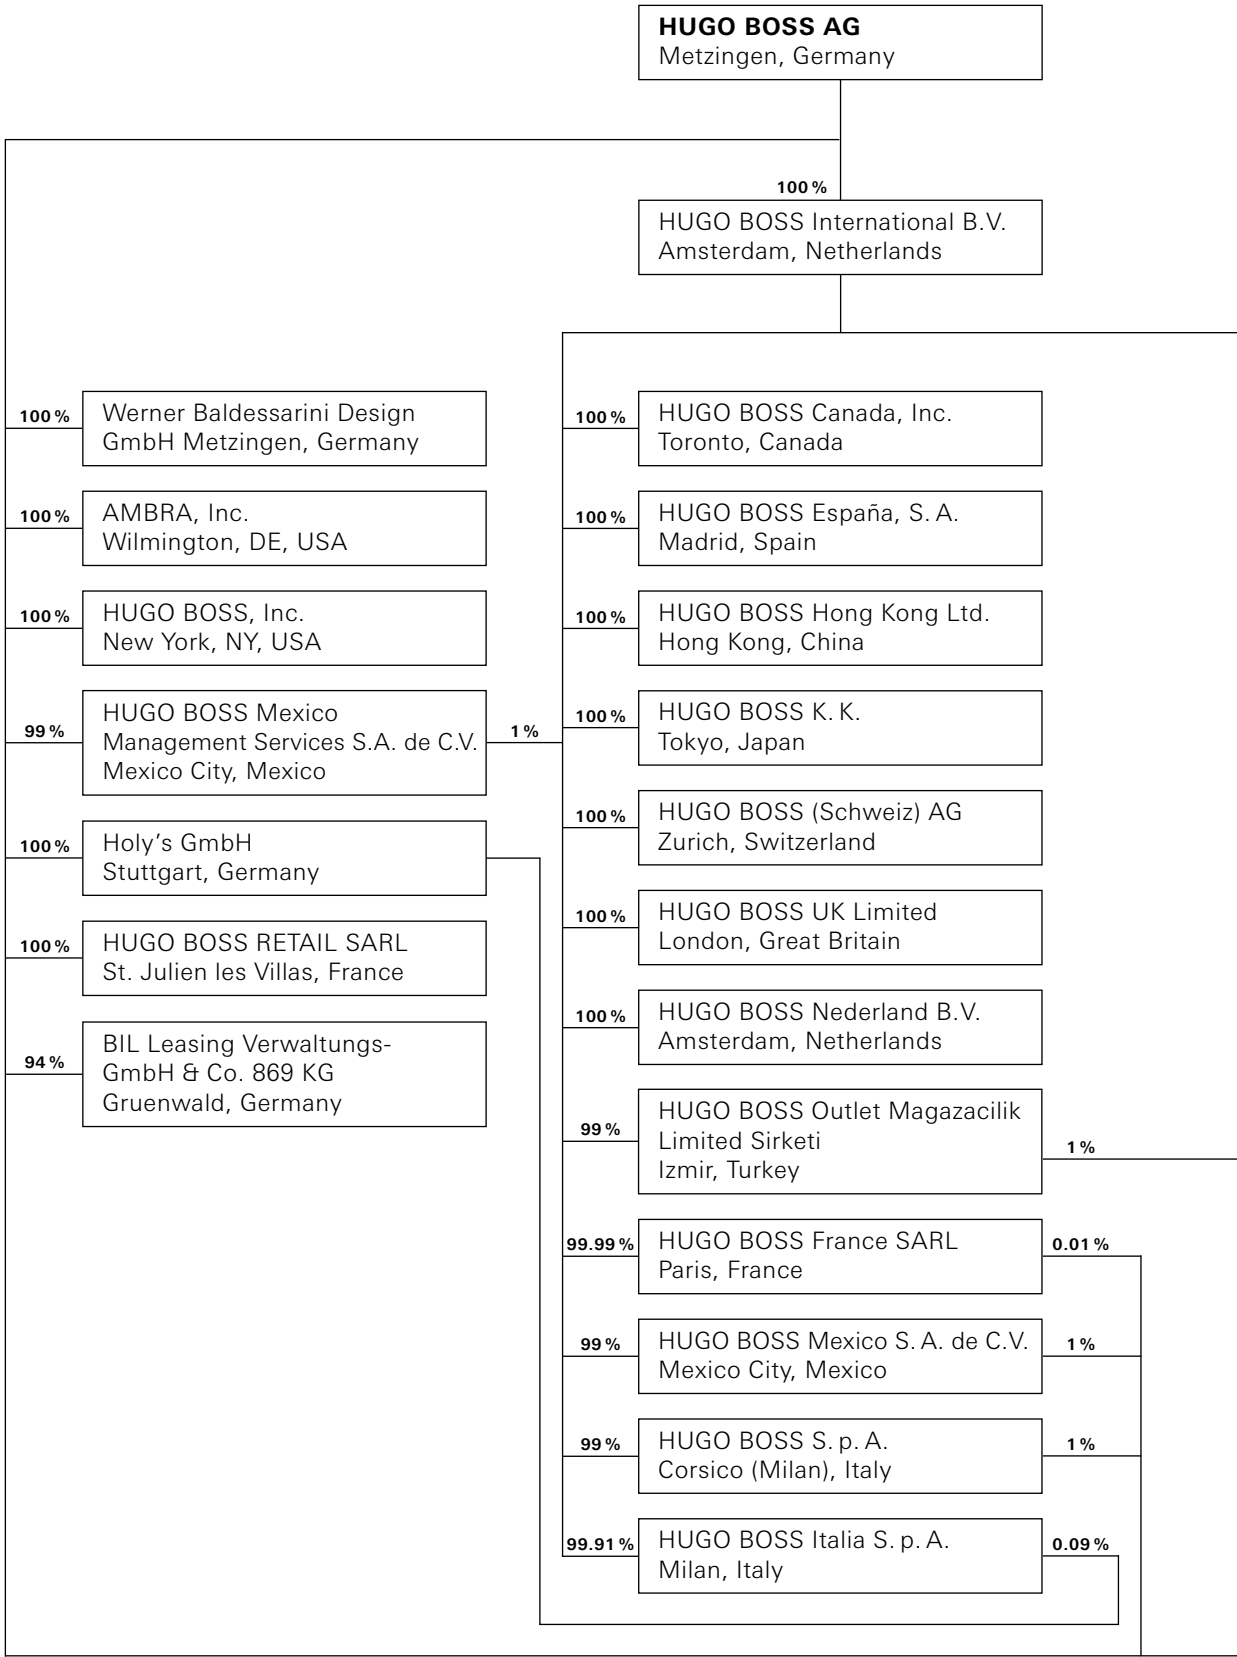 HUGO BOSS AG
Metzingen, Germany
100 %
HUGO BOSS International B.V.
Amsterdam, Netherlands
100 %
Werner Baldessarini Design
GmbH Metzingen, Germany
100 %
AMBRA, Inc.
Wilmington, DE, USA
100 %
HUGO BOSS, Inc.
New York, NY, USA
99 %
HUGO BOSS Mexico
Management Services S.A. de C.V.
Mexico City, Mexico
1 %
100 %
Holy's GmbH
Stuttgart, Germany
100 %
HUGO BOSS RETAIL SARL
St. Julien les Villas, France
94 %
BIL Leasing Verwaltungs-
GmbH & Co. 869 KG
Gruenwald, Germany
100 %
HUGO BOSS Canada, Inc.
Toronto, Canada
100 %
HUGO BOSS España, S. A.
Madrid, Spain
100 %
HUGO BOSS Hong Kong Ltd.
Hong Kong, China
100 %
HUGO BOSS K. K.
Tokyo, Japan
100 %
HUGO BOSS (Schweiz) AG
Zurich, Switzerland
100 %
HUGO BOSS UK Limited
London, Great Britain
100 %
HUGO BOSS Nederland B.V.
Amsterdam, Netherlands
99 %
HUGO BOSS Outlet Magazacilik
Limited Sirketi
Izmir, Turkey
1 %
99.99 %
HUGO BOSS France SARL
Paris, France
0.01 %
99 %
HUGO BOSS Mexico S. A. de C.V.
Mexico City, Mexico
1 %
99 %
HUGO BOSS S. p. A.
Corsico (Milan), Italy
1 %
99.91 %
HUGO BOSS Italia S. p. A.
Milan, Italy
0.09 %